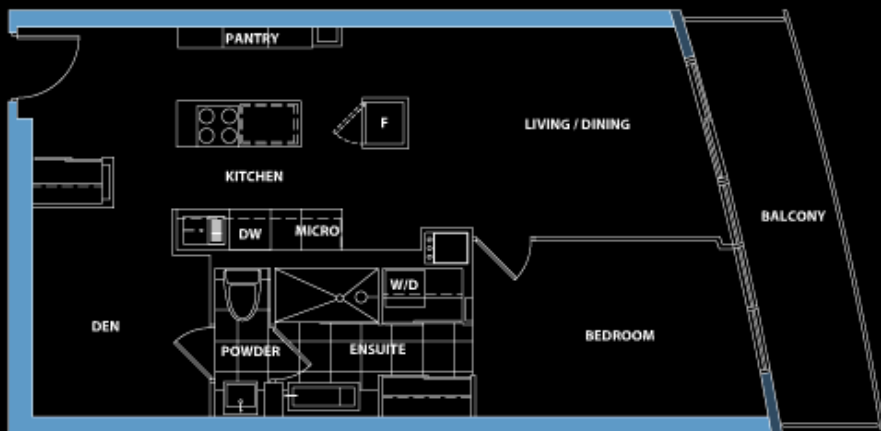 PANTRY
F
LIVING / DINING
KITCHEN
BALCONY
DW
MICRO
W/D
DEN
BEDROOM
POWDER
ENSUITE